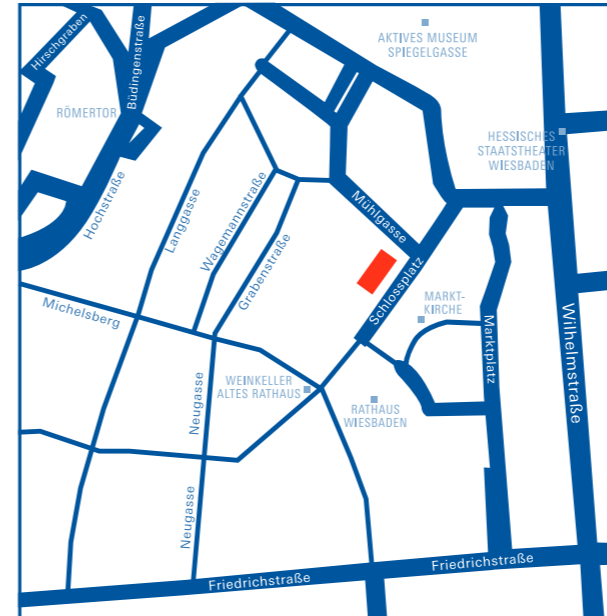 AKTIVES MUSEUM
SPIEGELGASSE
Hirschgraben
Büdingenstraße
RÖMERTOR
HESSISCHES
STAATSTHEATER
WIESBADEN
Hochstraße
Langgasse
Wagemannstraße
Grabenstraße
Mühlgasse
Schlossplatz
MARKT-
KIRCHE
Michelsberg
Marktplatz
Wilhelmstraße
Neugasse
WEINKELLER
ALTES RATHAUS
RATHAUS
WIESBADEN
Neugasse
Friedrichstraße
Friedrichstraße